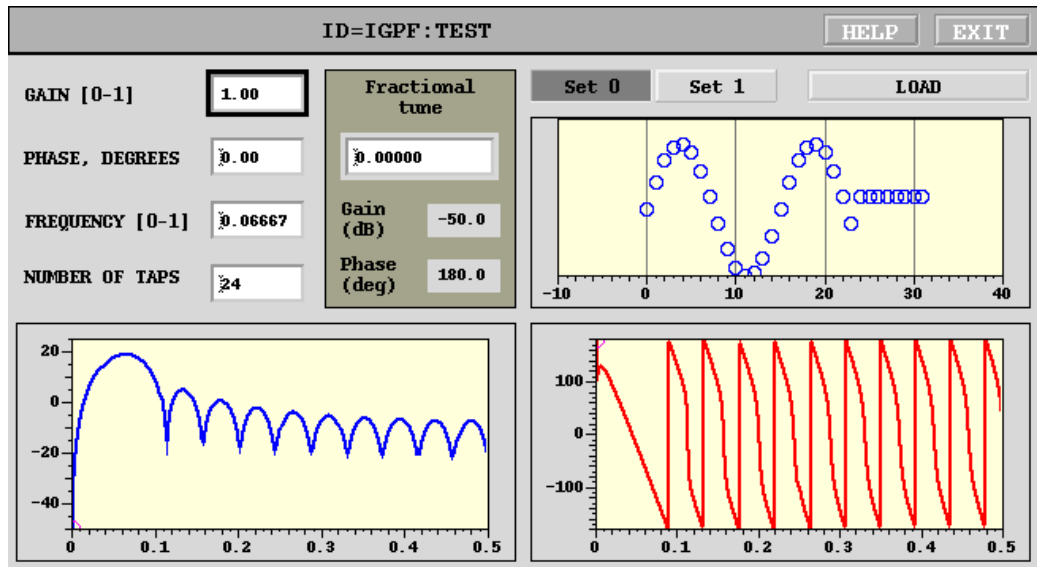 ID=IGPF:TEST HELP EXIT
GAIN [0-1] 1.00
PHASE, DEGREES 0.00
FREQUENCY [0-1] 0.06667
NUMBER OF TAPS 24
Fractional
tune
0.00000
Gain
(dB) -50.0
Phase
(deg) 180.0
Set 0 Set 1 LOAD
-10 0 10 20 30 40
20
0
-20
-40
0 0.1 0.2 0.3 0.4 0.5
100
0
-100
0 0.1 0.2 0.3 0.4 0.5